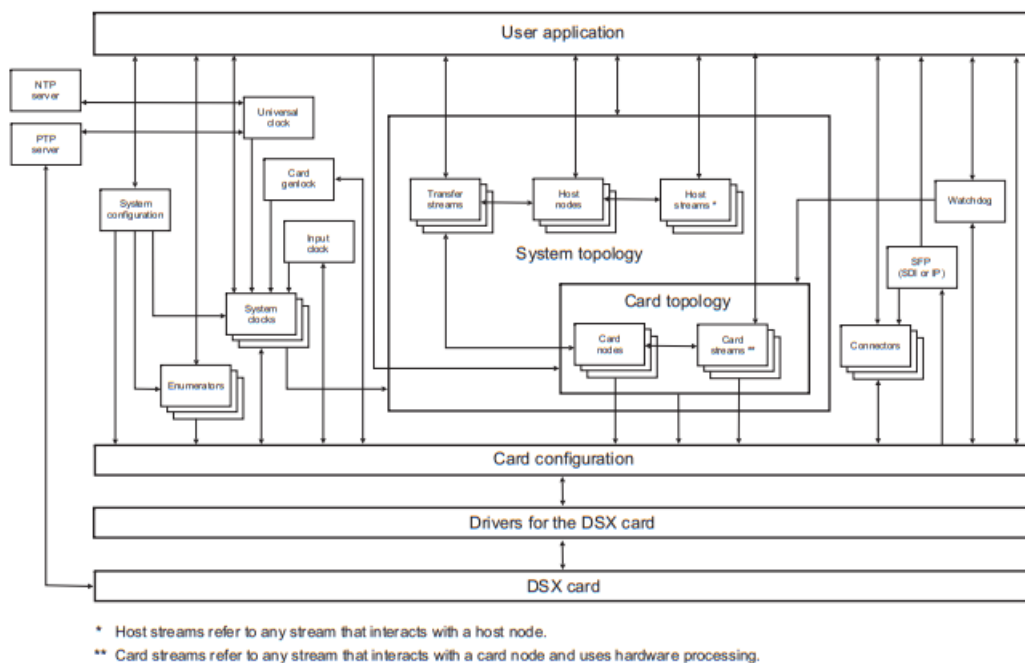 User application
NTP
server
PTP
server
Universal
clock
Card
genlock
System
configuration
Input
clock
System
clocks
Enumerators
Transfer
streams
Host
nodes
Host
streams *
System topology
Card topology
Card
nodes
Card
streams **
Watchdog
SFP
(SDI or IP)
Connectors
Card configuration
Drivers for the DSX card
DSX card
* Host streams refer to any stream that interacts with a host node.
** Card streams refer to any stream that interacts with a card node and uses hardware processing.